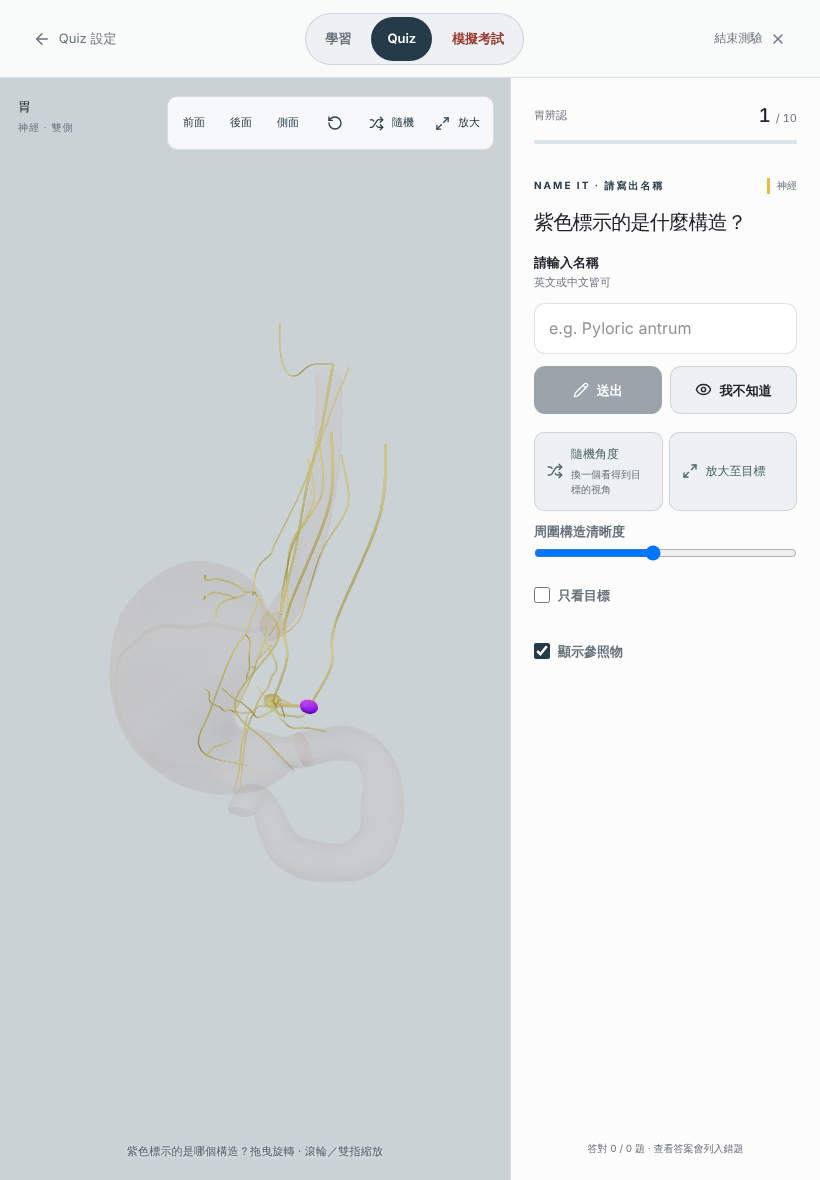 Quiz 設定
學習
Quiz
模擬考試
結束測驗
胃
神經 · 雙側
前面
後面
側面
隨機
放大
胃辨認
1 / 10
NAME IT · 請寫出名稱
神經
紫色標示的是什麼構造？
請輸入名稱
英文或中文皆可
e.g. Pyloric antrum
送出
我不知道
隨機角度
換一個看得到目
標的視角
放大至目標
周圍構造清晰度
只看目標
顯示參照物
紫色標示的是哪個構造？拖曳旋轉 · 滾輪／雙指縮放
答對 0 / 0 題 · 查看答案會列入錯題